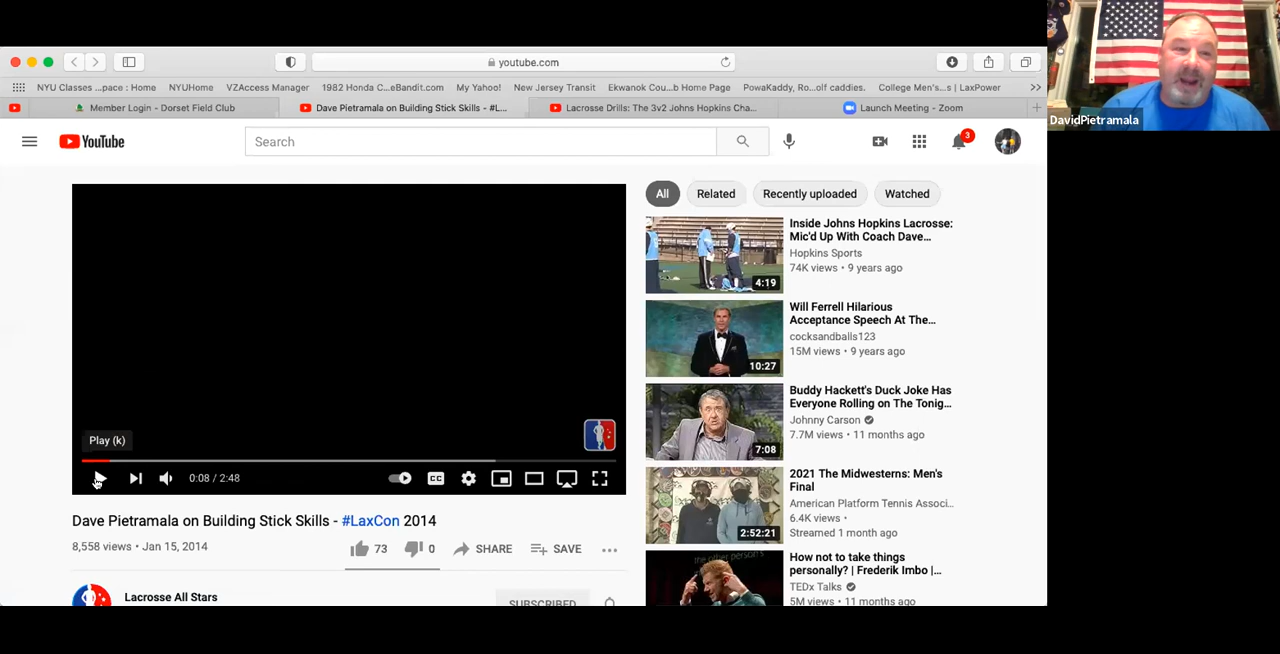 youtube.com
NYU Classes ...pace : Home NYUHome VZAccess Manager 1982 Honda C...eBandit.com My Yahoo! New Jersey Transit Ekwanok Cou...b Home Page PowaKaddy, Ro...olf caddies. College Men's...s | LaxPower >>
Member Login - Dorset Field Club
Dave Pietramala on Building Stick Skills - #L...
Lacrosse Drills: The 3v2 Johns Hopkins Cha...
Launch Meeting - Zoom
DavidPietramala
YouTube
Search
3
All Related Recently uploaded Watched
Inside Johns Hopkins Lacrosse:
Mic'd Up With Coach Dave...
Hopkins Sports
74K views • 9 years ago
4:19
Will Ferrell Hilarious
Acceptance Speech At The...
cocksandballs123
15M views • 9 years ago
10:27
Buddy Hackett's Duck Joke Has
Everyone Rolling on The Tonig...
Johnny Carson
7.7M views • 11 months ago
7:08
2021 The Midwesterns: Men's
Final
American Platform Tennis Associ...
6.4K views •
Streamed 1 month ago
2:52:21
How not to take things
personally? | Frederik Imbo |...
TEDx Talks
5M views • 11 months ago
the other person's
Play (k)
0:08 / 2:48
CC
Dave Pietramala on Building Stick Skills - #LaxCon 2014
8,558 views • Jan 15, 2014
73 0 SHARE SAVE ...
Lacrosse All Stars
SUBSCRIBED